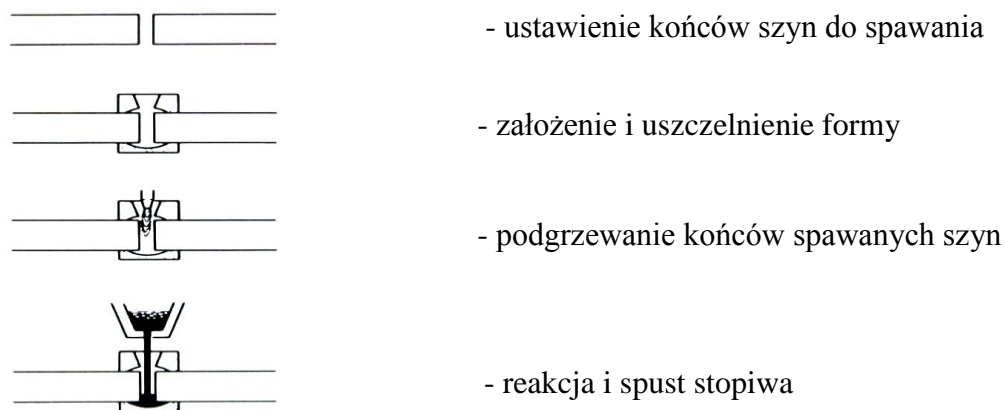 - ustawienie końców szyn do spawania
- założenie i uszczelnienie formy
- podgrzewanie końców spawanych szyn
- reakcja i spust stopiwa